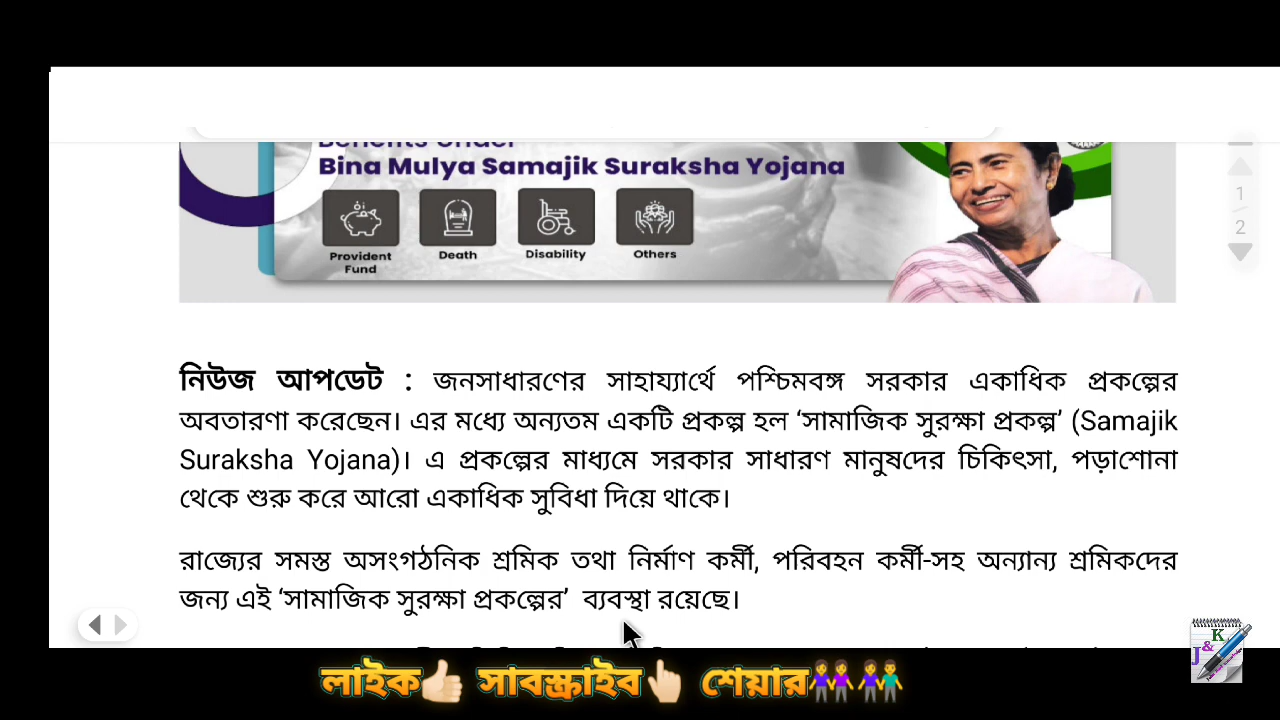 Benefits Under
Bina Mulya Samajik Suraksha Yojana
Provident
Fund
Death
Disability
Others
1
2
নিউজ আপডেট : জনসাধারণের সাহায্যার্থে পশ্চিমবঙ্গ সরকার একাধিক প্রকল্পের
অবতারণা করেছেন। এর মধ্যে অন্যতম একটি প্রকল্প হল ‘সামাজিক সুরক্ষা প্রকল্প’ (Samajik
Suraksha Yojana)। এ প্রকল্পের মাধ্যমে সরকার সাধারণ মানুষদের চিকিৎসা, পড়াশোনা
থেকে শুরু করে আরো একাধিক সুবিধা দিয়ে থাকে।
রাজ্যের সমস্ত অসংগঠনিক শ্রমিক তথা নির্মাণ কর্মী, পরিবহন কর্মী-সহ অন্যান্য শ্রমিকদের
জন্য এই ‘সামাজিক সুরক্ষা প্রকল্পের’ ব্যবস্থা রয়েছে।
লাইক👍🏻 সাবস্ক্রাইব👆🏻 শেয়ার👭👫
J&K